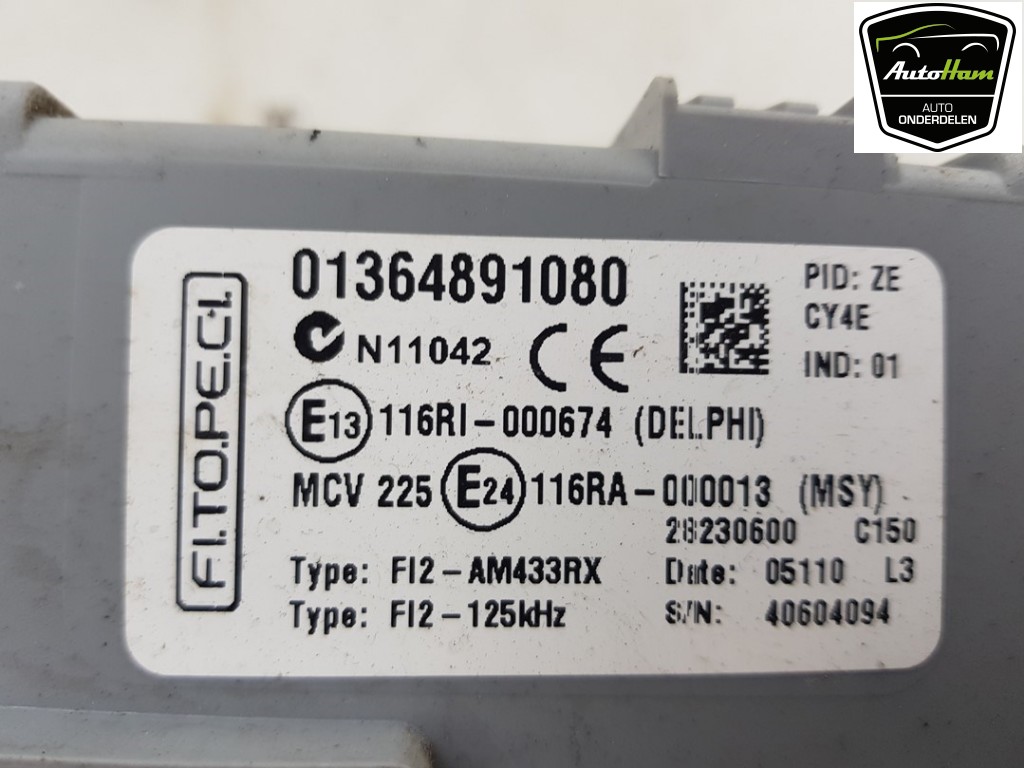 AutoHam
AUTO
ONDERDELEN
F.I.TO.PE.C.I.
01364891080
PID: ZE
CY4E
IND: 01
N11042 CE
E13 116RI-000674 (DELPHI)
MCV 225 E24 116RA-000013 (MSY)
28230600 C150
Type: FI2-AM433RX Date: 05110 L3
Type: FI2-125kHz S/N: 40604094